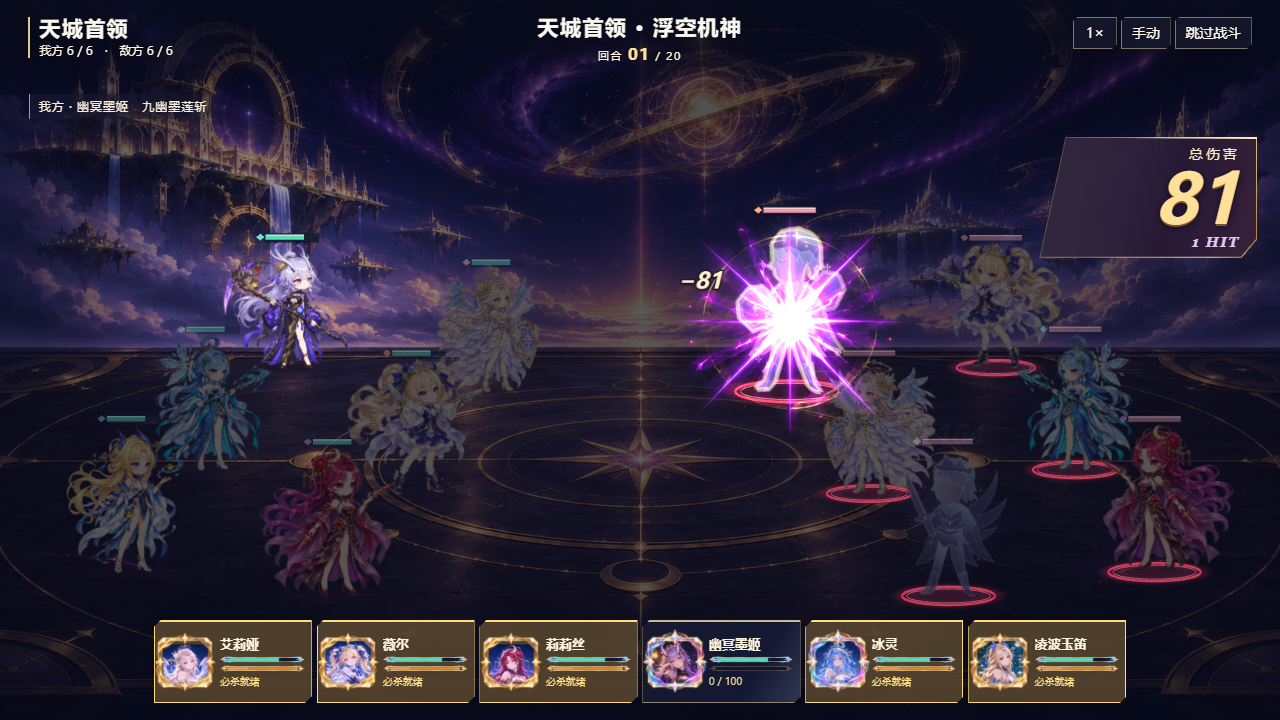 天城首领
我方 6 / 6 · 敌方 6 / 6
天城首领·浮空机神
回合 01 / 20
1×
手动
跳过战斗
我方·幽冥墨姬 九幽墨莲斩
总伤害
81
1 HIT
−81
艾莉娅
必杀就绪
薇尔
必杀就绪
莉莉丝
必杀就绪
幽冥墨姬
0 / 100
冰灵
必杀就绪
凌波玉笛
必杀就绪